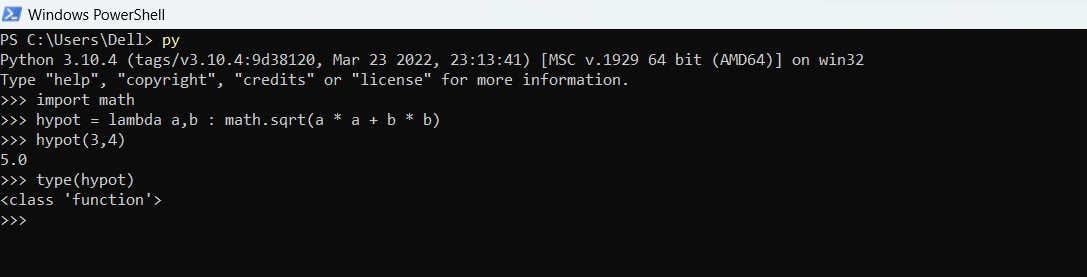 Windows PowerShell
PS C:\Users\Dell> py
Python 3.10.4 (tags/v3.10.4:9d38120, Mar 23 2022, 23:13:41) [MSC v.1929 64 bit (AMD64)] on win32
Type "help", "copyright", "credits" or "license" for more information.
>>> import math
>>> hypot = lambda a,b : math.sqrt(a * a + b * b)
>>> hypot(3,4)
5.0
>>> type(hypot)
<class 'function'>
>>>